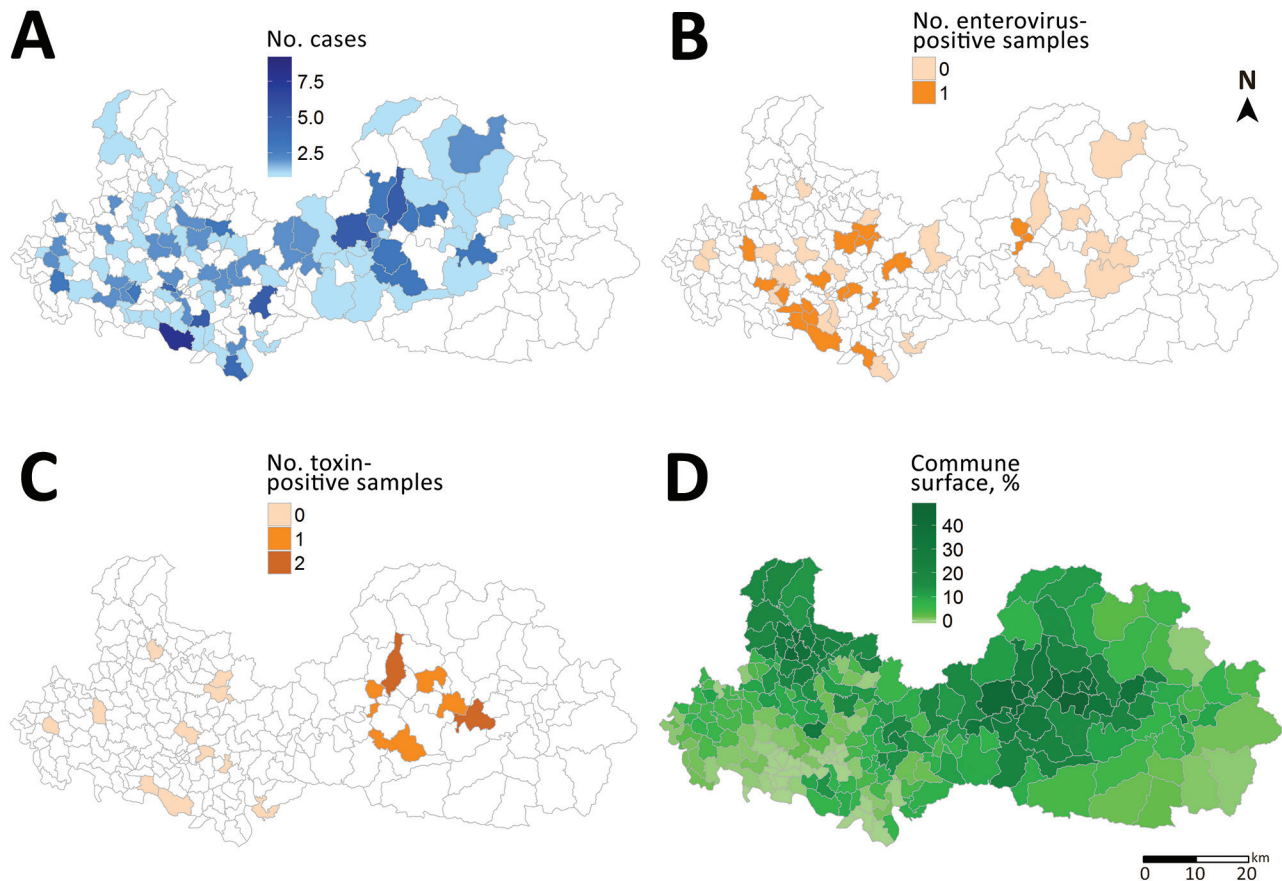 A
No. cases
7.5
5.0
2.5
B
No. enterovirus-
positive samples
0
1
N
C
No. toxin-
positive samples
0
1
2
D
Commune
surface, %
40
30
20
10
0
km
0 10 20